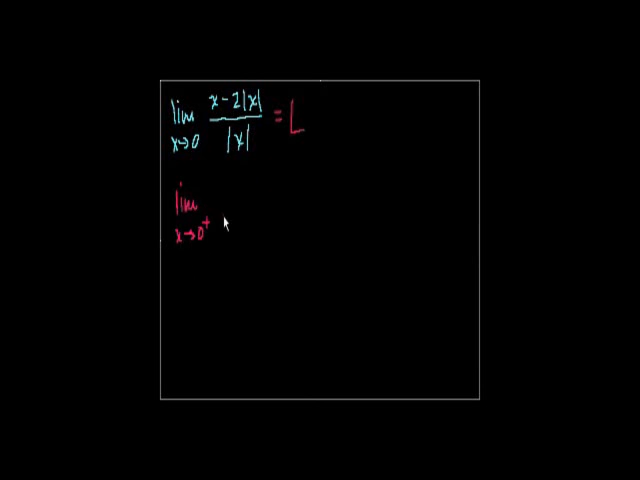 lim x→0 x - 2|x| / |x| = L
lim x→0⁺